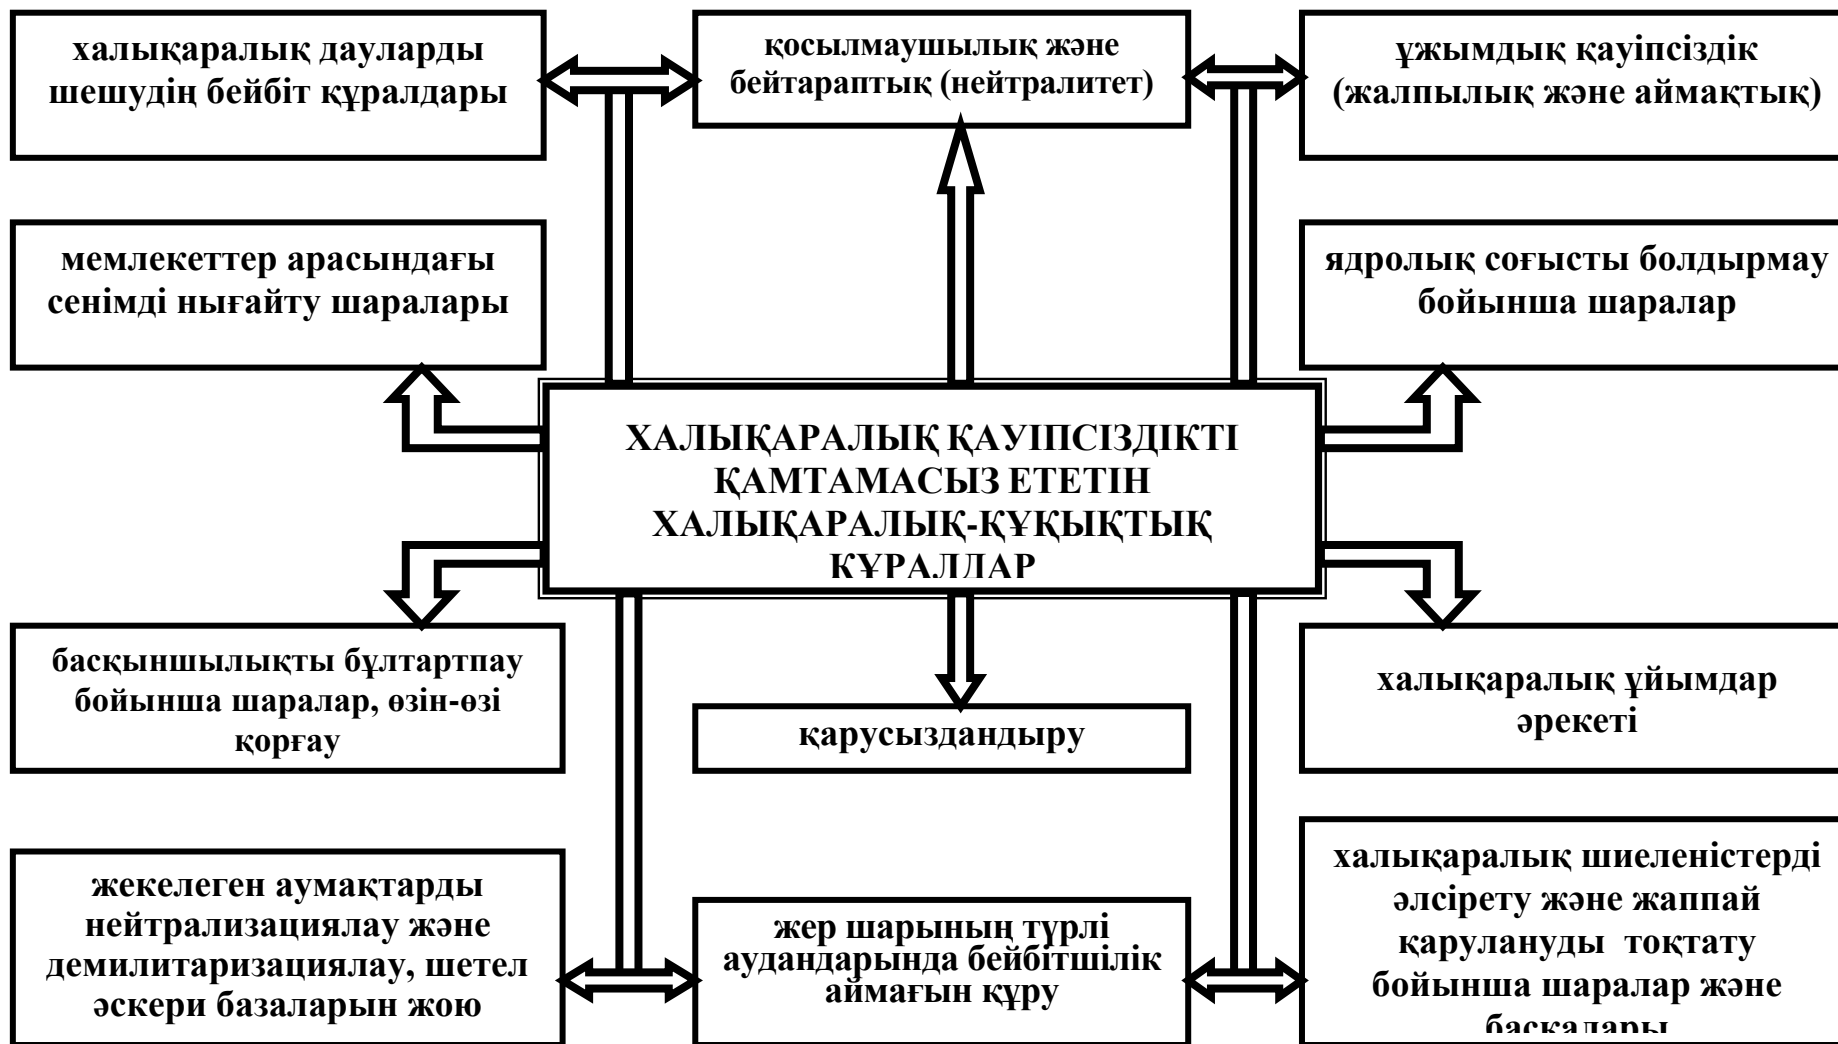 халықаралық дауларды
шешудің бейбіт құралдары
қосылмаушылық және
бейтараптық (нейтралитет)
ұжымдық қауіпсіздік
(жалпылық және аймақтық)
мемлекеттер арасындағы
сенімді нығайту шаралары
ядролық соғысты болдырмау
бойынша шаралар
ХАЛЫҚАРАЛЫҚ ҚАУІПСІЗДІКТІ
ҚАМТАМАСЫЗ ЕТЕТІН
ХАЛЫҚАРАЛЫҚ-ҚҰҚЫҚТЫҚ
ҚҰРАЛДАР
басқыншылықты бұлтартпау
бойынша шаралар, өзін-өзі
қорғау
қарусыздандыру
халықаралық ұйымдар
әрекеті
жекелеген аумақтарды
нейтрализациялау және
демилитаризациялау, шетел
әскери базаларын жою
жер шарының түрлі
аудандарында бейбітшілік
аймағын құру
халықаралық шиеленістерді
әлсірету және жаппай
қарулануды тоқтату
бойынша шаралар және
басқалары